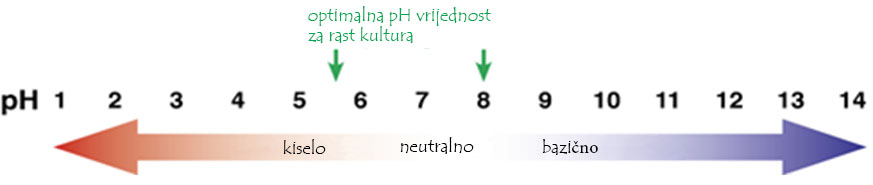 optimalna pH vrijednost
za rast kultura
pH 1 2 3 4 5 6 7 8 9 10 11 12 13 14
kiselo neutralno bazično